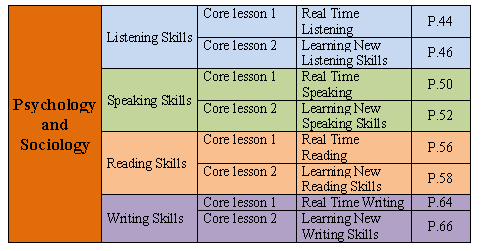 Psychology
and
Sociology
Listening Skills
Core lesson 1
Real Time
Listening
P.44
Core lesson 2
Learning New
Listening Skills
P.46
Speaking Skills
Core lesson 1
Real Time
Speaking
P.50
Core lesson 2
Learning New
Speaking Skills
P.52
Reading Skills
Core lesson 1
Real Time
Reading
P.56
Core lesson 2
Learning New
Reading Skills
P.58
Writing Skills
Core lesson 1
Real Time Writing
P.64
Core lesson 2
Learning New
Writing Skills
P.66